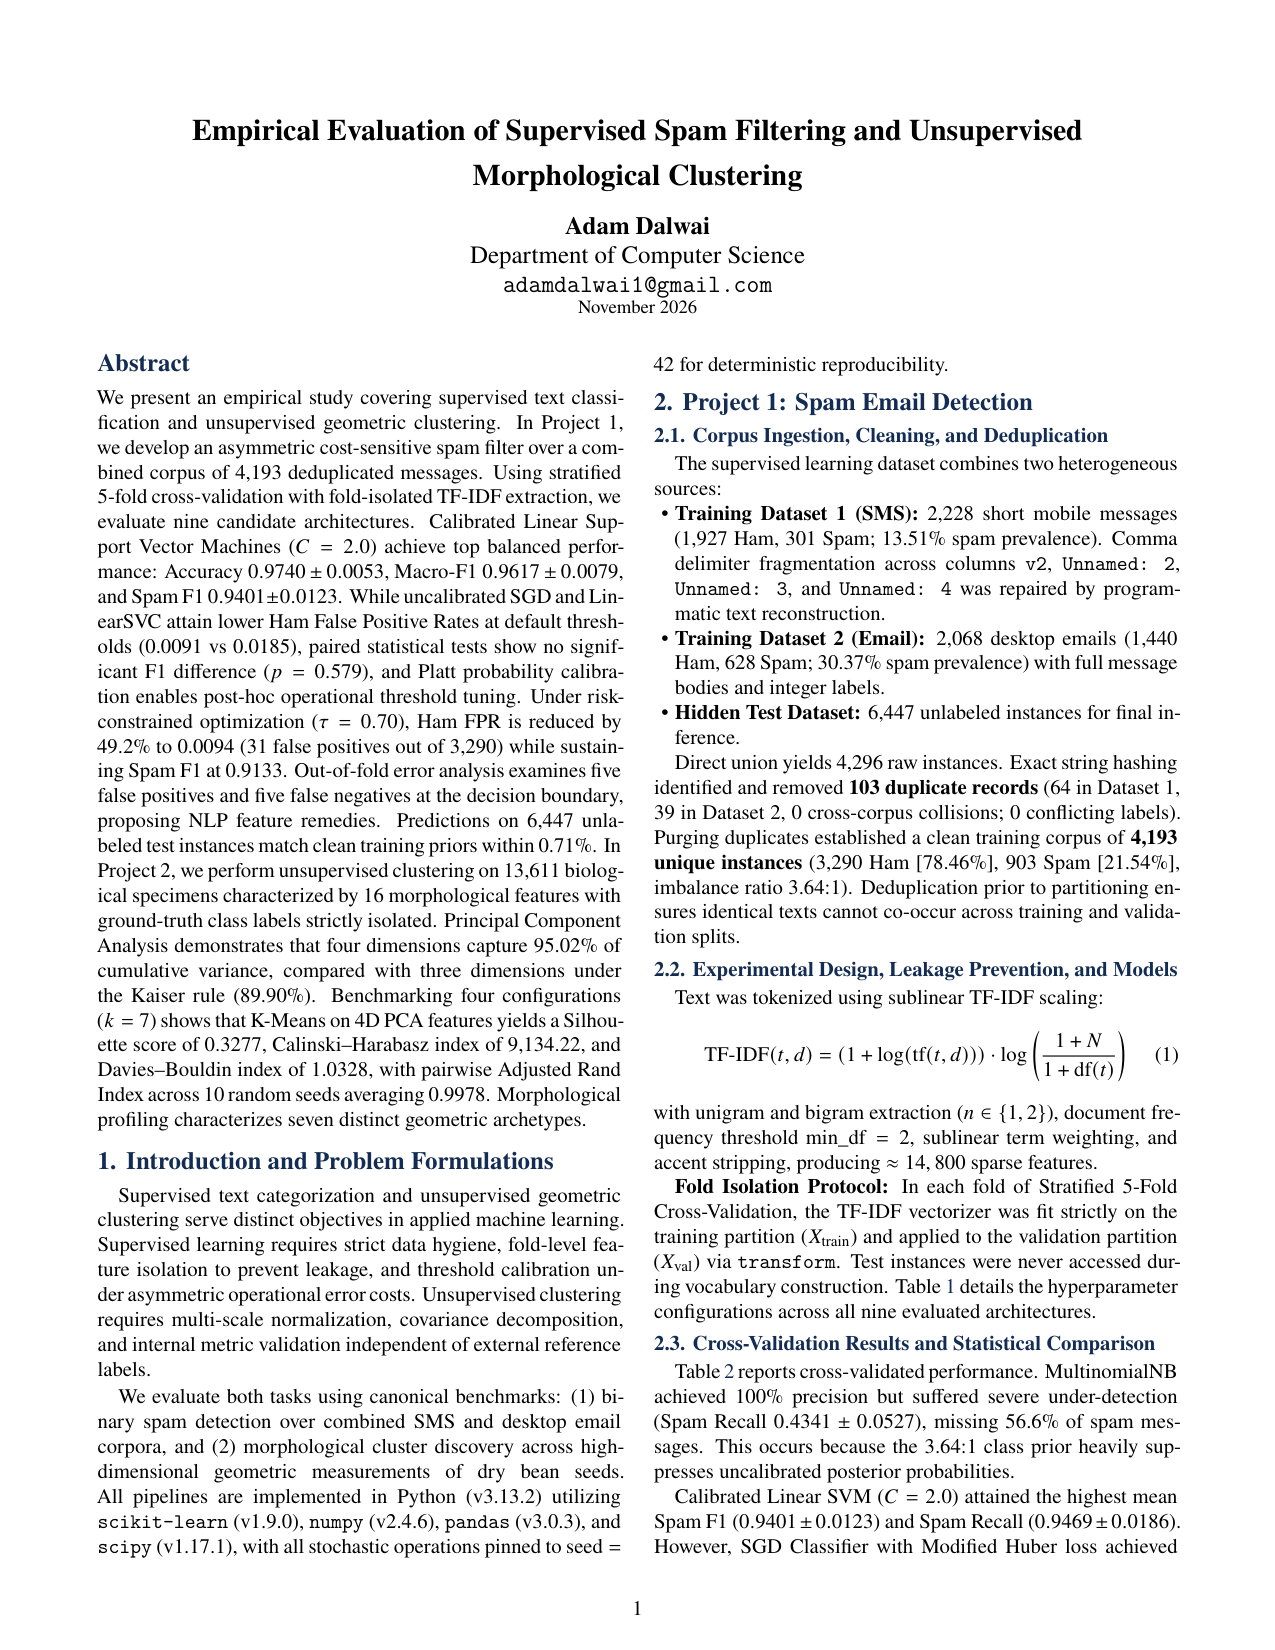 Empirical Evaluation of Supervised Spam Filtering and Unsupervised
Morphological Clustering
Adam Dalwai
Department of Computer Science
adamdalwai1@gmail.com
November 2026
Abstract
We present an empirical study covering supervised text classi-
fication and unsupervised geometric clustering. In Project 1,
we develop an asymmetric cost-sensitive spam filter over a com-
bined corpus of 4,193 deduplicated messages. Using stratified
5-fold cross-validation with fold-isolated TF-IDF extraction, we
evaluate nine candidate architectures. Calibrated Linear Sup-
port Vector Machines (C = 2.0) achieve top balanced perfor-
mance: Accuracy 0.9740 ± 0.0053, Macro-F1 0.9617 ± 0.0079,
and Spam F1 0.9401±0.0123. While uncalibrated SGD and Lin-
earSVC attain lower Ham False Positive Rates at default thresh-
olds (0.0091 vs 0.0185), paired statistical tests show no signif-
icant F1 difference (p = 0.579), and Platt probability calibra-
tion enables post-hoc operational threshold tuning. Under risk-
constrained optimization (τ = 0.70), Ham FPR is reduced by
49.2% to 0.0094 (31 false positives out of 3,290) while sustain-
ing Spam F1 at 0.9133. Out-of-fold error analysis examines five
false positives and five false negatives at the decision boundary,
proposing NLP feature remedies. Predictions on 6,447 unla-
beled test instances match clean training priors within 0.71%. In
Project 2, we perform unsupervised clustering on 13,611 biolog-
ical specimens characterized by 16 morphological features with
ground-truth class labels strictly isolated. Principal Component
Analysis demonstrates that four dimensions capture 95.02% of
cumulative variance, compared with three dimensions under
the Kaiser rule (89.90%). Benchmarking four configurations
(k = 7) shows that K-Means on 4D PCA features yields a Silhou-
ette score of 0.3277, Calinski–Harabasz index of 9,134.22, and
Davies–Bouldin index of 1.0328, with pairwise Adjusted Rand
Index across 10 random seeds averaging 0.9978. Morphological
profiling characterizes seven distinct geometric archetypes.
1. Introduction and Problem Formulations
Supervised text categorization and unsupervised geometric
clustering serve distinct objectives in applied machine learning.
Supervised learning requires strict data hygiene, fold-level fea-
ture isolation to prevent leakage, and threshold calibration un-
der asymmetric operational error costs. Unsupervised clustering
requires multi-scale normalization, covariance decomposition,
and internal metric validation independent of external reference
labels.
We evaluate both tasks using canonical benchmarks: (1) bi-
nary spam detection over combined SMS and desktop email
corpora, and (2) morphological cluster discovery across high-
dimensional geometric measurements of dry bean seeds.
All pipelines are implemented in Python (v3.13.2) utilizing
scikit-learn (v1.9.0), numpy (v2.4.6), pandas (v3.0.3), and
scipy (v1.17.1), with all stochastic operations pinned to seed =
42 for deterministic reproducibility.
2. Project 1: Spam Email Detection
2.1. Corpus Ingestion, Cleaning, and Deduplication
The supervised learning dataset combines two heterogeneous
sources:
• Training Dataset 1 (SMS): 2,228 short mobile messages
(1,927 Ham, 301 Spam; 13.51% spam prevalence). Comma
delimiter fragmentation across columns v2, Unnamed: 2,
Unnamed: 3, and Unnamed: 4 was repaired by program-
matic text reconstruction.
• Training Dataset 2 (Email): 2,068 desktop emails (1,440
Ham, 628 Spam; 30.37% spam prevalence) with full message
bodies and integer labels.
• Hidden Test Dataset: 6,447 unlabeled instances for final in-
ference.
Direct union yields 4,296 raw instances. Exact string hashing
identified and removed 103 duplicate records (64 in Dataset 1,
39 in Dataset 2, 0 cross-corpus collisions; 0 conflicting labels).
Purging duplicates established a clean training corpus of 4,193
unique instances (3,290 Ham [78.46%], 903 Spam [21.54%],
imbalance ratio 3.64:1). Deduplication prior to partitioning en-
sures identical texts cannot co-occur across training and valida-
tion splits.
2.2. Experimental Design, Leakage Prevention, and Models
Text was tokenized using sublinear TF-IDF scaling:
TF-IDF(t, d) = (1 + log(tf(t, d))) · log ( (1 + N) / (1 + df(t)) ) (1)
with unigram and bigram extraction (n ∈ {1, 2}), document fre-
quency threshold min_df = 2, sublinear term weighting, and
accent stripping, producing ≈ 14, 800 sparse features.
Fold Isolation Protocol: In each fold of Stratified 5-Fold
Cross-Validation, the TF-IDF vectorizer was fit strictly on the
training partition (Xtrain) and applied to the validation partition
(Xval) via transform. Test instances were never accessed dur-
ing vocabulary construction. Table 1 details the hyperparameter
configurations across all nine evaluated architectures.
2.3. Cross-Validation Results and Statistical Comparison
Table 2 reports cross-validated performance. MultinomialNB
achieved 100% precision but suffered severe under-detection
(Spam Recall 0.4341 ± 0.0527), missing 56.6% of spam mes-
sages. This occurs because the 3.64:1 class prior heavily sup-
presses uncalibrated posterior probabilities.
Calibrated Linear SVM (C = 2.0) attained the highest mean
Spam F1 (0.9401 ± 0.0123) and Spam Recall (0.9469 ± 0.0186).
However, SGD Classifier with Modified Huber loss achieved
1